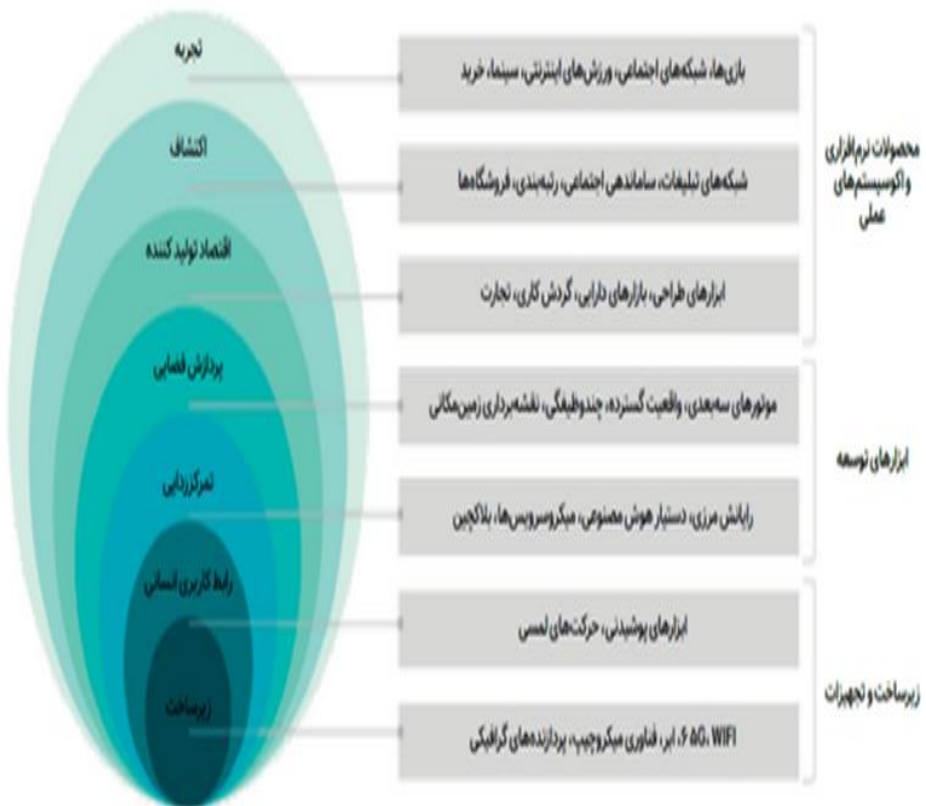 تجربه
بازی‌ها، شبکه‌های اجتماعی، ورزش‌های اینترنتی، سینما، خرید
اکتشاف
شبکه‌های تبلیغات، ساماندهی اجتماعی، رتبه‌بندی، فروشگاه‌ها
اقتصاد تولید کننده
ابزارهای طراحی، بازارهای دارایی، گردش کاری، تجارت
محصولات نرم‌افزاری
و اکوسیستم‌های
عملی
پردازش فضایی
موتورهای سه‌بعدی، واقعیت گسترده، چندوظیفگی، نقشه‌برداری زمین‌مکانی
تمرکززدایی
رایانش مرزی، دستیار هوش مصنوعی، میکروسرویس‌ها، بلاکچین
ابزارهای توسعه
رابط کاربری انسانی
ابزارهای پوشیدنی، حرکت‌های لمسی
زیرساخت
۶ ،۵G، WIFI، ابر، فناوری میکروچیپ، پردازنده‌های گرافیکی
زیرساخت و تجهیزات